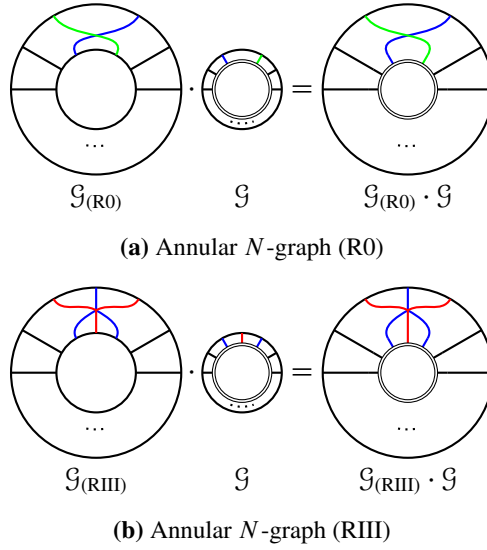 · =
...
....
...
𝒢(R0) 𝒢 𝒢(R0) · 𝒢
(a) Annular N-graph (R0)
· =
...
....
...
𝒢(RIII) 𝒢 𝒢(RIII) · 𝒢
(b) Annular N-graph (RIII)